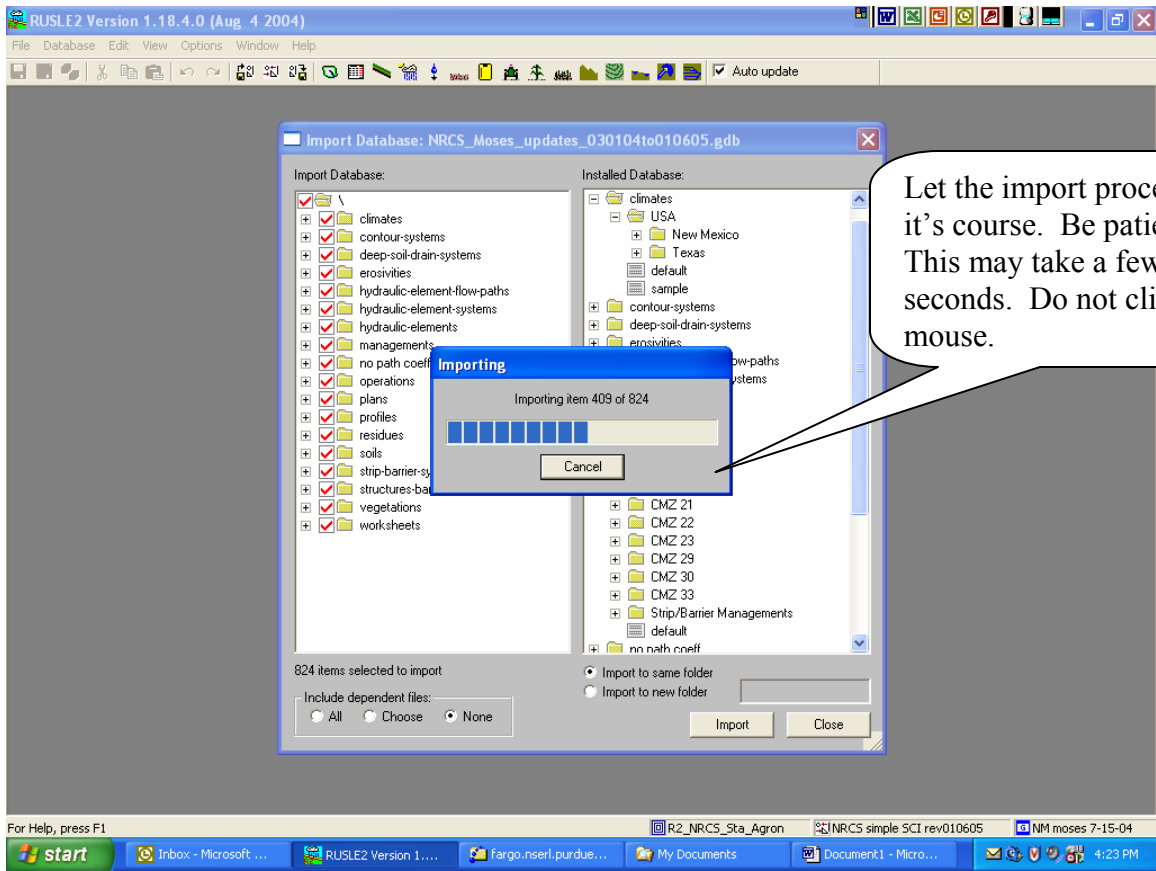 RUSLE2 Version 1.18.4.0 (Aug 4 2004)
File Database Edit View Options Window Help
Auto update
Import Database: NRCS_Moses_updates_030104to010605.gdb
Import Database:
\
climates
contour-systems
deep-soil-drain-systems
erosivities
hydraulic-element-flow-paths
hydraulic-element-systems
hydraulic-elements
managements
no path coeff
operations
plans
profiles
residues
soils
strip-barrier-sy
structures-ba
vegetations
worksheets
Installed Database:
climates
USA
New Mexico
Texas
default
sample
contour-systems
deep-soil-drain-systems
erosivities
ow-paths
ystems
CMZ 21
CMZ 22
CMZ 23
CMZ 29
CMZ 30
CMZ 33
Strip/Barrier Managements
default
no path coeff
Importing
Importing item 409 of 824
Cancel
Let the import proce
it's course. Be patie
This may take a few
seconds. Do not cli
mouse.
824 items selected to import
Include dependent files:
All Choose None
Import to same folder
Import to new folder
Import Close
For Help, press F1
R2_NRCS_Sta_Agron NRCS simple SCI rev010605 NM moses 7-15-04
start Inbox - Microsoft ... RUSLE2 Version 1.... fargo.nserl.purdue... My Documents Document1 - Micro... 4:23 PM